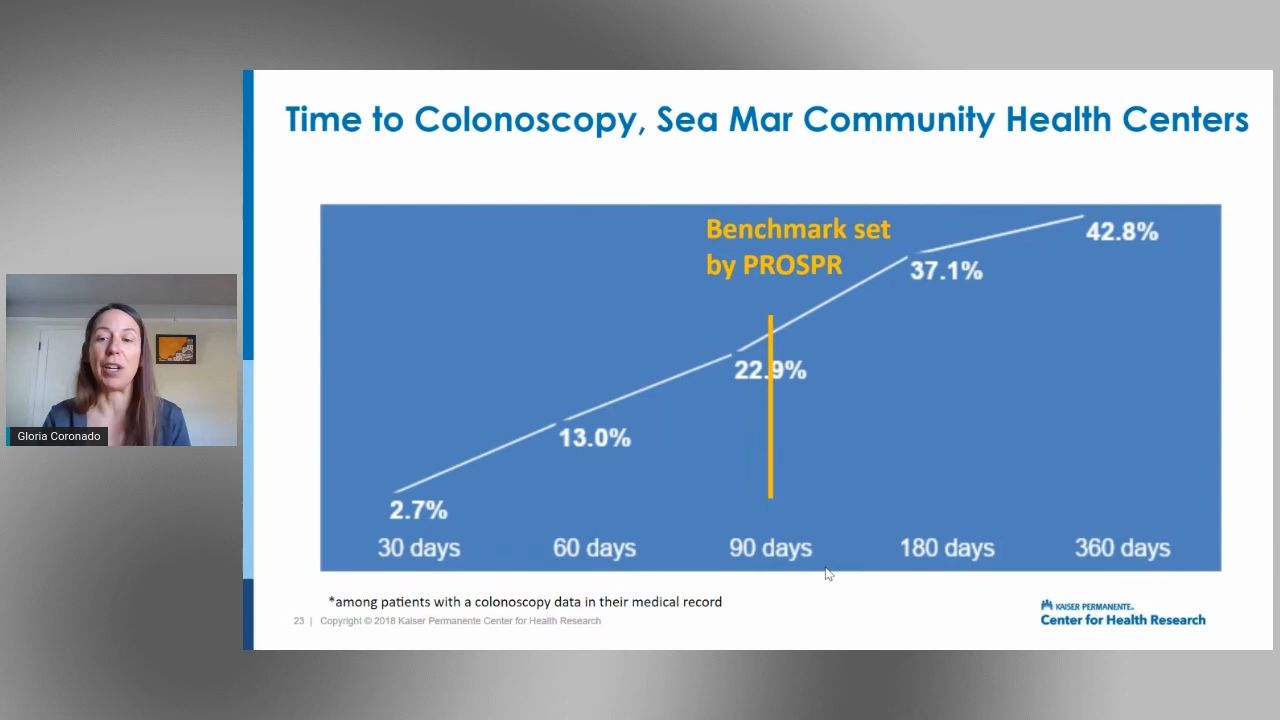 Time to Colonoscopy, Sea Mar Community Health Centers
Benchmark set
by PROSPR
42.8%
37.1%
22.9%
13.0%
2.7%
30 days 60 days 90 days 180 days 360 days
*among patients with a colonoscopy data in their medical record
23 | Copyright © 2018 Kaiser Permanente Center for Health Research
KAISER PERMANENTE®
Center for Health Research
Gloria Coronado